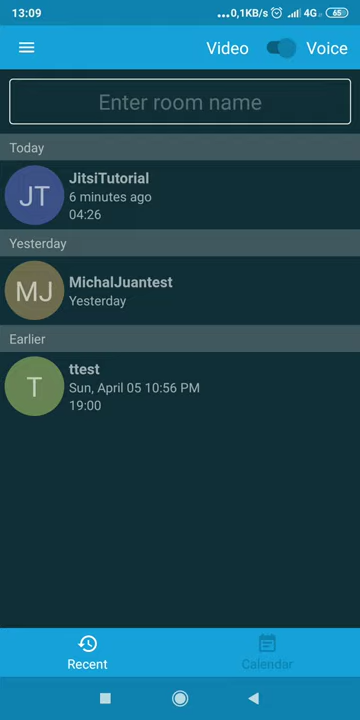 13:09
...0,1KB/s 4G 65
Video Voice
Enter room name
Today
JT
JitsiTutorial
6 minutes ago
04:26
Yesterday
MJ
MichalJuantest
Yesterday
Earlier
T
ttest
Sun, April 05 10:56 PM
19:00
Recent
Calendar